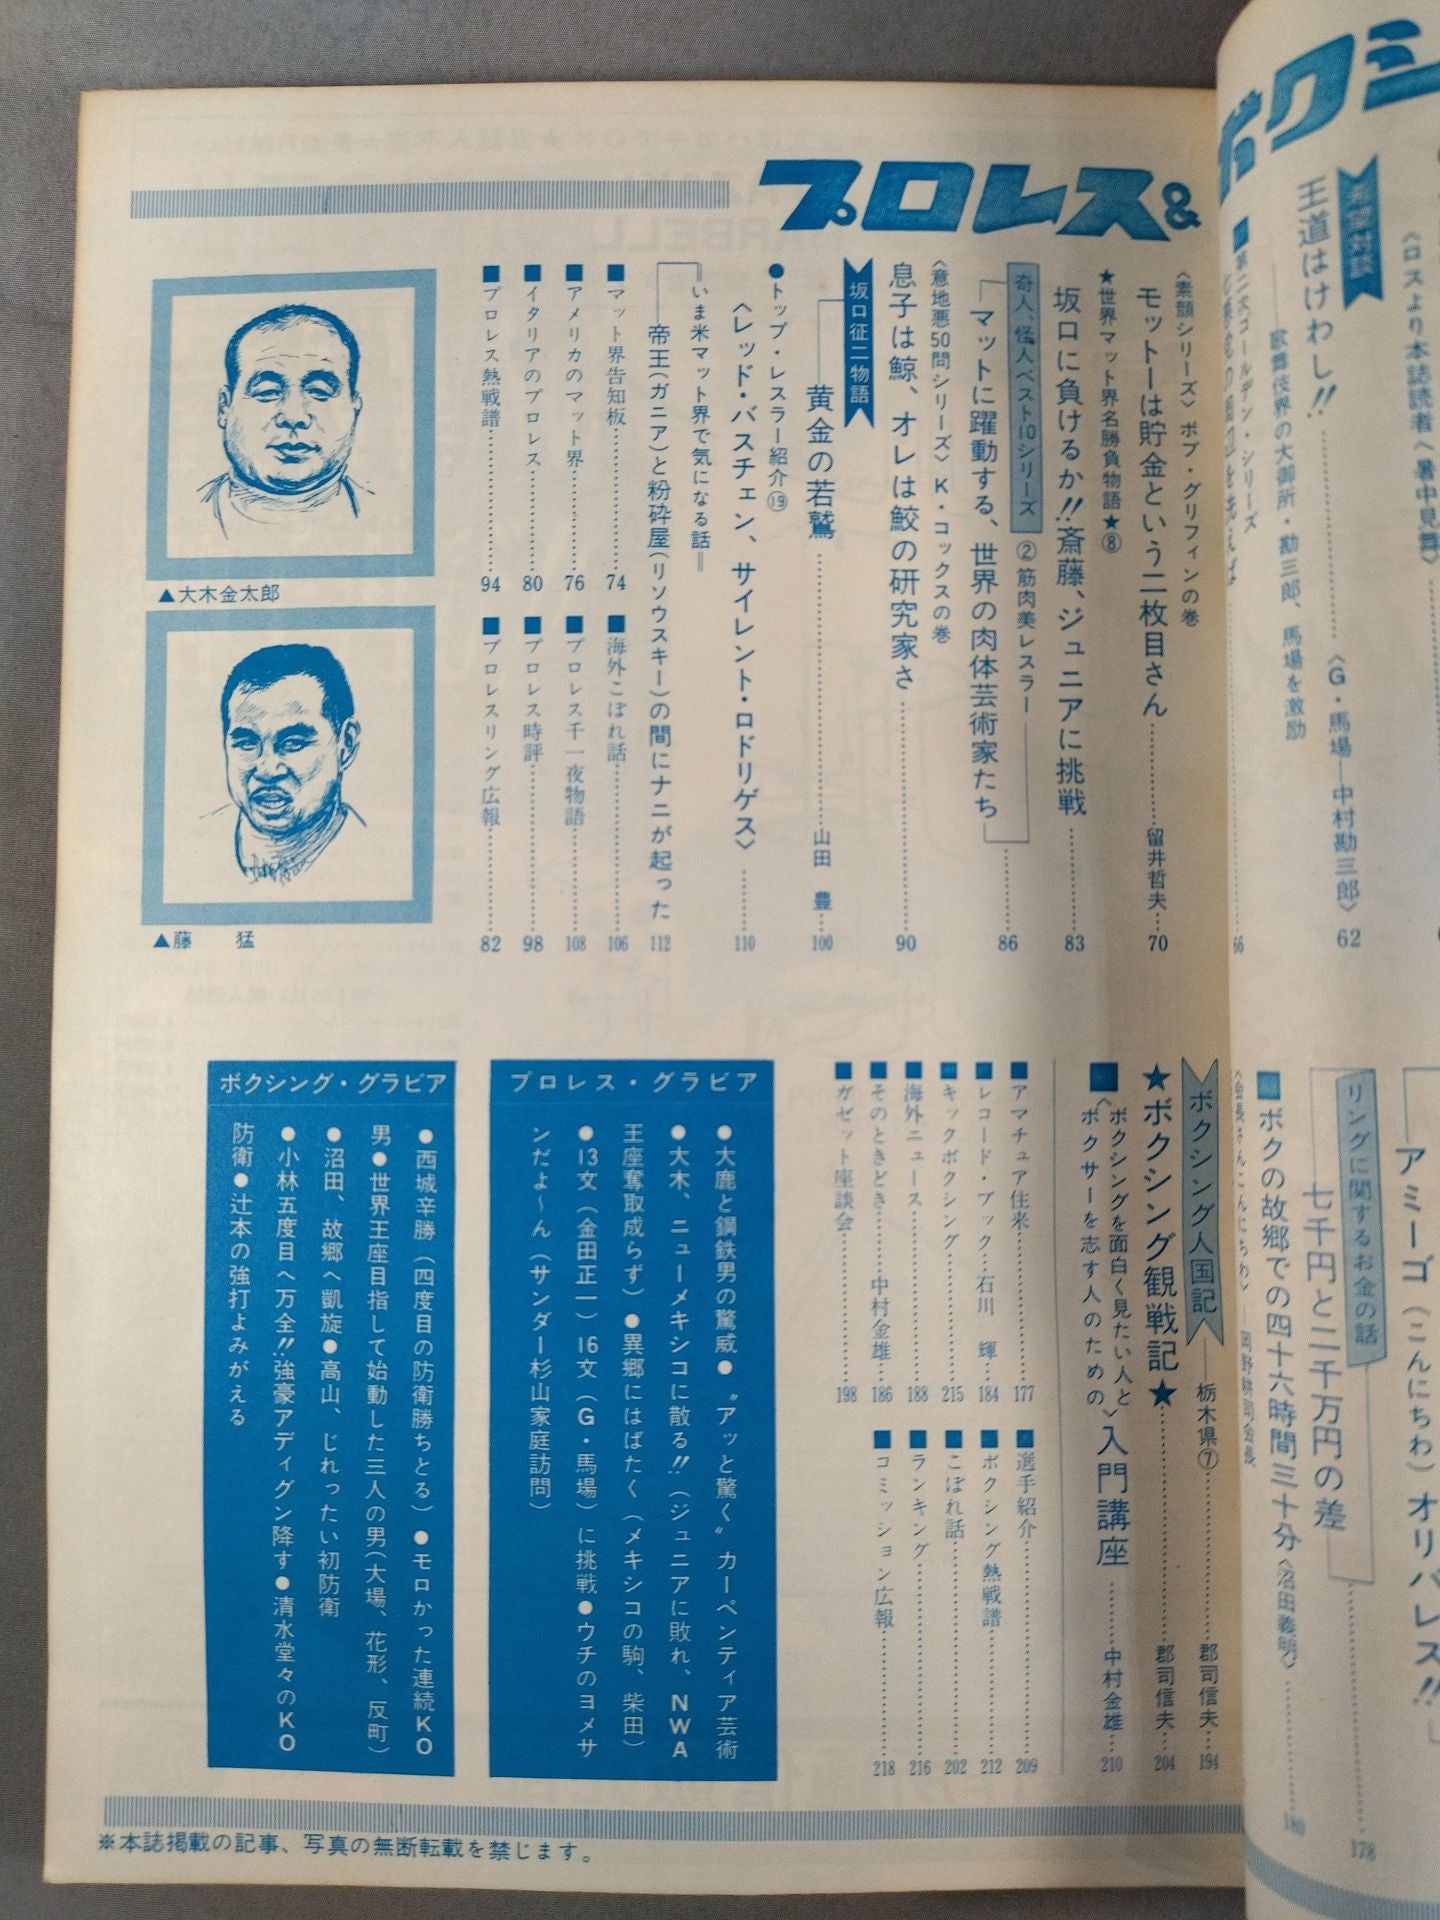 プロレス&
ボクシ
〈ロスより本誌読者へ暑中見舞〉
王道はけわし!!……〈G・馬場―中村勘三郎〉 62
――歌舞伎界の大御所・勘三郎、馬場を激励
66
〈素顔シリーズ〉ボブ・グリフィンの巻
モットーは貯金という二枚目さん……留井哲夫…70
★世界マット界名勝負物語★⑧
坂口に負けるか!!斎藤、ジュニアに挑戦……83
奇人、怪人ベスト10シリーズ ②筋肉美レスラー
マットに躍動する、世界の肉体芸術家たち……86
〈意地悪50問シリーズ〉K・コックスの巻
息子は鯨、オレは鮫の研究家さ……90
坂口征二物語
黄金の若鷲……山田 豊…100
●トップ・レスラー紹介⑲
〈レッド・バスチェン、サイレント・ロドリゲス〉……110
=いま米マット界で気になる話=
帝王(ガニア)と粉砕屋(リソウスキー)の間にナニが起った 112
■マット界告知板……74
■海外こぼれ話……106
■アメリカのマット界……76
■プロレス千一夜物語……108
■イタリアのプロレス……80
■プロレス時評……98
■プロレス熱戦譜……94
■プロレスリング広報……82
▲大木金太郎
▲藤 猛
アミーゴ(こんにちわ)オリバレス!!
リングに関するお金の話
七千円と二千万円の差……178
■ボクの故郷での四十六時間三十分〈沼田義明〉……180
ボクシング人国記――栃木県⑦……郡司信夫…194
★ボクシング観戦記★……郡司信夫…204
■〈ボクシングを面白く見たい人と
ボクサーを志す人のための〉入門講座……中村金雄…210
■アマチュア往来……177
■選手紹介……209
■レコード・ブック…石川 輝…184
■ボクシング熱戦譜……212
■キックボクシング……215
■こぼれ話……202
■海外ニュース……188
■ランキング……216
■そのときどき……中村金雄…186
■コミッション広報……218
■ガゼット座談会……198
プロレス・グラビア
●大鹿と鋼鉄男の驚威●〝アッと驚く〟カーペンティア芸術
●大木、ニューメキシコに散る!!(ジュニアに敗れ、NWA
王座奪取成らず)●異郷にはばたく(メキシコの駒、柴田)
●13文(金田正一)16文(G・馬場)に挑戦●ウチのヨメサ
ンだよ〜ん(サンダー杉山家庭訪問)
ボクシング・グラビア
●西城辛勝(四度目の防衛勝ちとる)●モロかった連続KO
男●世界王座目指して始動した三人の男(大場、花形、反町)
●沼田、故郷へ凱旋●高山、じれったい初防衛
●小林五度目へ万全!!強豪アディグン降す●清水堂々のKO
防衛●辻本の強打よみがえる
※本誌掲載の記事、写真の無断転載を禁じます。